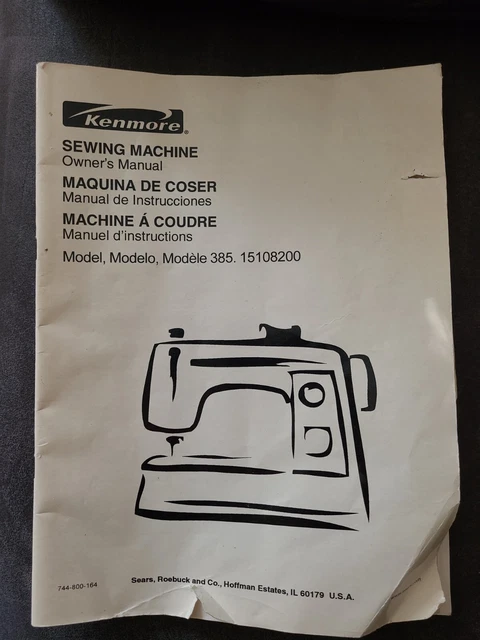 Kenmore®
SEWING MACHINE
Owner's Manual
MAQUINA DE COSER
Manual de Instrucciones
MACHINE Á COUDRE
Manuel d'instructions
Model, Modelo, Modèle 385. 15108200
744-800-164
Sears, Roebuck and Co., Hoffman Estates, IL 60179 U.S.A.